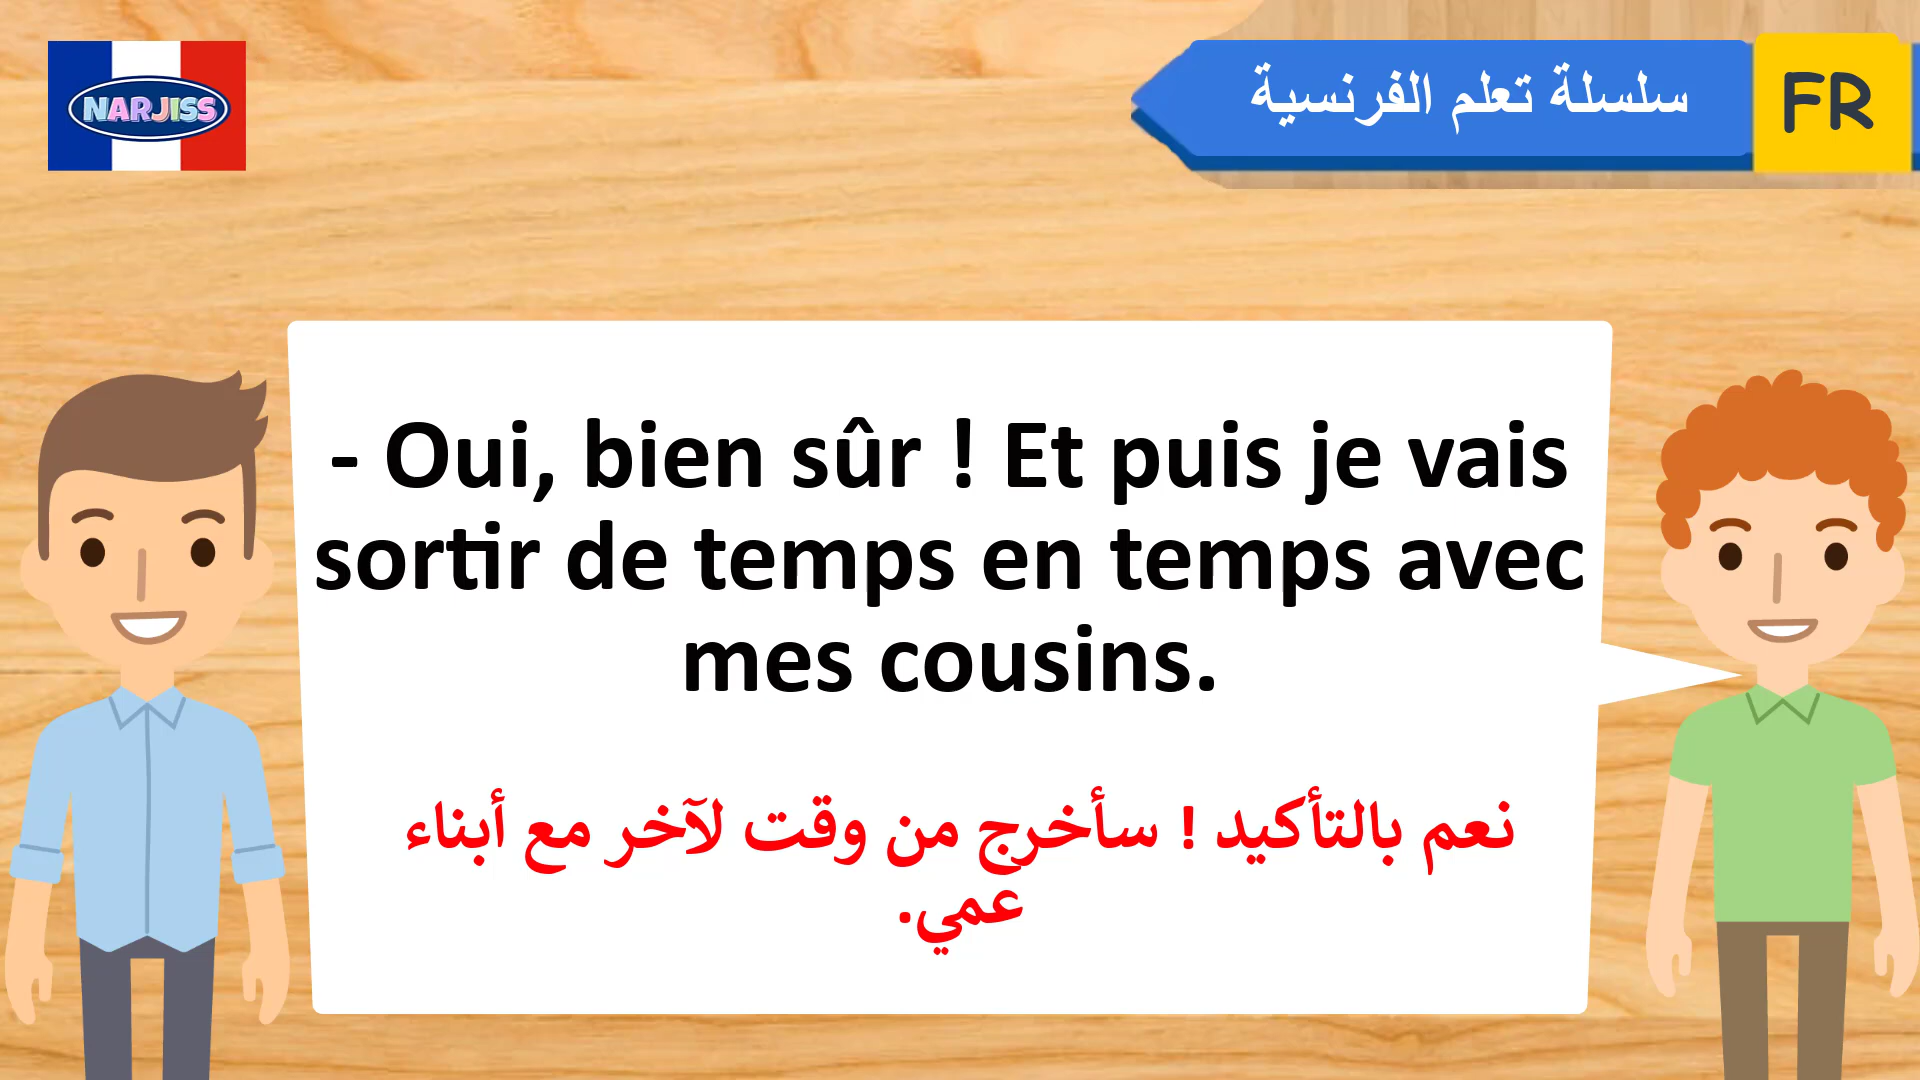 NARJISS
سلسلة تعلم الفرنسية
FR
- Oui, bien sûr ! Et puis je vais
sortir de temps en temps avec
mes cousins.
نعم بالتأكيد ! سأخرج من وقت لآخر مع أبناء
عمي.